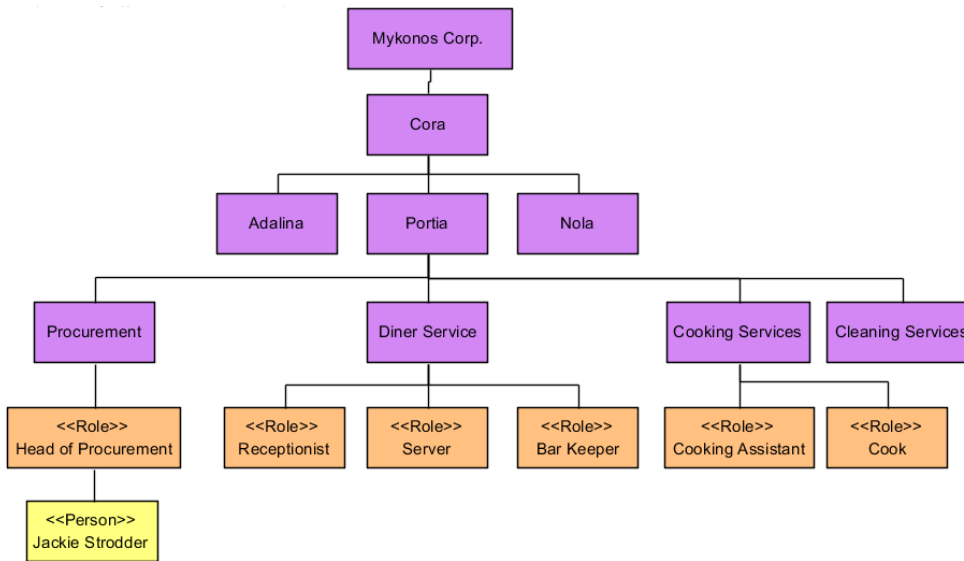 Mykonos Corp.
Cora
Adalina
Portia
Nola
Procurement
Diner Service
Cooking Services
Cleaning Services
<<Role>>
Head of Procurement
<<Role>>
Receptionist
<<Role>>
Server
<<Role>>
Bar Keeper
<<Role>>
Cooking Assistant
<<Role>>
Cook
<<Person>>
Jackie Strodder